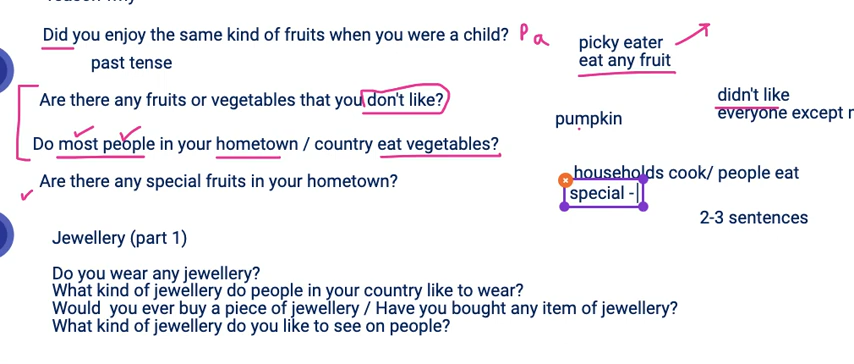 Did you enjoy the same kind of fruits when you were a child? Pa
picky eater
past tense
eat any fruit
Are there any fruits or vegetables that you don't like?
didn't like
pumpkin
everyone except
Do most people in your hometown / country eat vegetables?
households cook/ people eat
Are there any special fruits in your hometown?
special -
2-3 sentences
Jewellery (part 1)
Do you wear any jewellery?
What kind of jewellery do people in your country like to wear?
Would you ever buy a piece of jewellery / Have you bought any item of jewellery?
What kind of jewellery do you like to see on people?